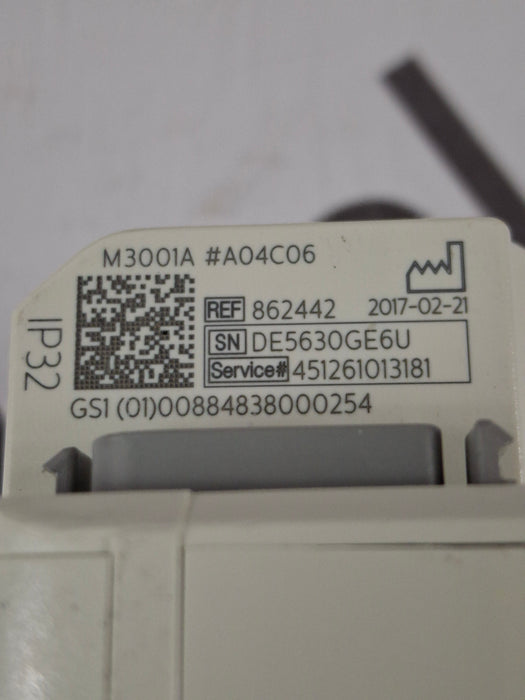 M3001A #A04C06
REF 862442 2017-02-21
SN DE5630GE6U
Service# 451261013181
GS1 (01)00884838000254
IP32